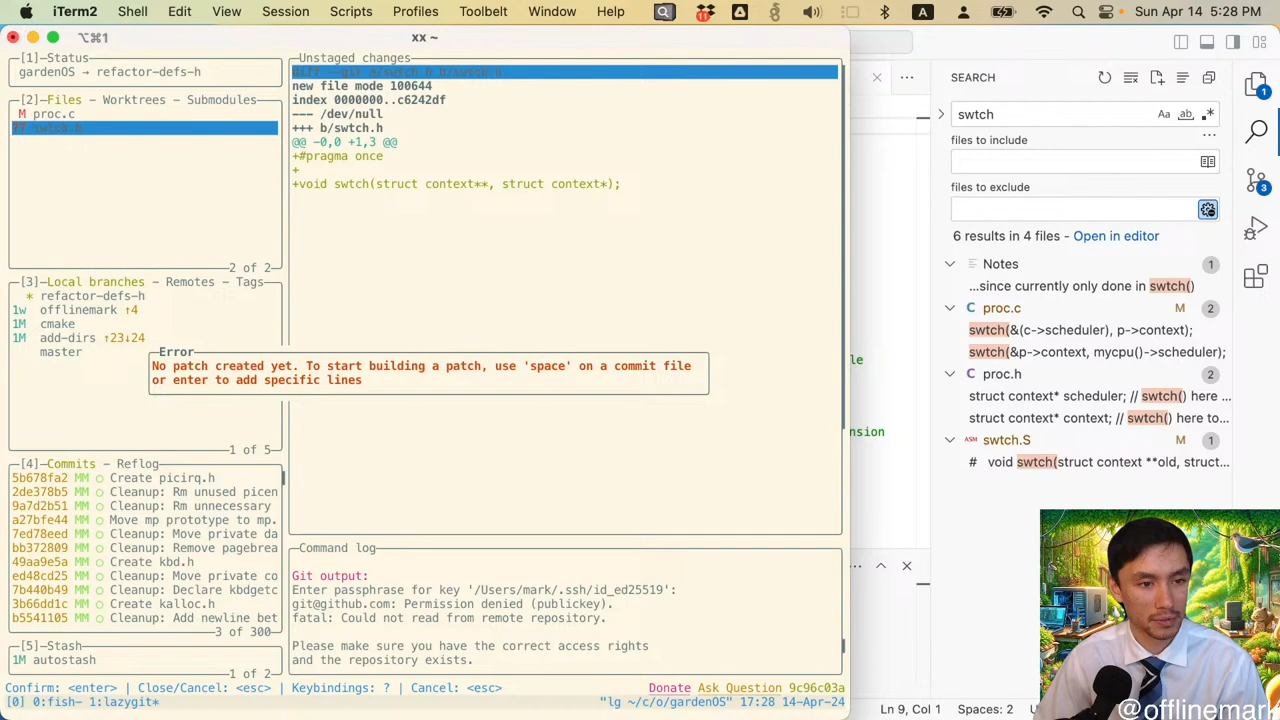 iTerm2 Shell Edit View Session Scripts Profiles Toolbelt Window Help 11 A Sun Apr 14 5:28 PM
⌥⌘1 xx ~
[1]—Status
gardenOS → refactor-defs-h
[2]—Files — Worktrees — Submodules
M proc.c
?? swtch.h
2 of 2
[3]—Local branches — Remotes — Tags
* refactor-defs-h
1w offlinemark ↑4
1M cmake
1M add-dirs ↑23↓24
master
1 of 5
[4]—Commits — Reflog
5b678fa2 MM ○ Create picirq.h
2de378b5 MM ○ Cleanup: Rm unused picen
9a7d2b51 MM ○ Cleanup: Rm unnecessary
a27bfe44 MM ○ Move mp prototype to mp.
7ed78eed MM ○ Cleanup: Move private da
bb372809 MM ○ Cleanup: Remove pagebrea
49aa9e5a MM ○ Create kbd.h
ed48cd25 MM ○ Cleanup: Move private co
7b440b49 MM ○ Cleanup: Declare kbdgetc
3b66dd1c MM ○ Create kalloc.h
b5541105 MM ○ Cleanup: Add newline bet
3 of 300
[5]—Stash
1M autostash
1 of 2
Unstaged changes
diff --git a/swtch.h b/swtch.h
new file mode 100644
index 0000000..c6242df
--- /dev/null
+++ b/swtch.h
@@ -0,0 +1,3 @@
+#pragma once
+
+void swtch(struct context**, struct context*);
Error
No patch created yet. To start building a patch, use 'space' on a commit file
or enter to add specific lines
Command log
Git output:
Enter passphrase for key '/Users/mark/.ssh/id_ed25519':
git@github.com: Permission denied (publickey).
fatal: Could not read from remote repository.
Please make sure you have the correct access rights
and the repository exists.
Confirm: <enter> | Close/Cancel: <esc> | Keybindings: ? | Cancel: <esc> Donate Ask Question 9c96c03a
[0] 0:fish- 1:lazygit* "lg ~/c/o/gardenOS" 17:28 14-Apr-24
le
nsion
SEARCH
swtch
Aa ab .*
files to include
files to exclude
6 results in 4 files - Open in editor
Notes 1
...since currently only done in swtch()
C proc.c M 2
swtch(&(c->scheduler), p->context);
swtch(&p->context, mycpu()->scheduler);
C proc.h 2
struct context* scheduler; // swtch() here ...
struct context* context; // swtch() here to...
ASM swtch.S M 1
# void swtch(struct context **old, struct...
1
3
Ln 9, Col 1 Spaces: 2
@offlinemark